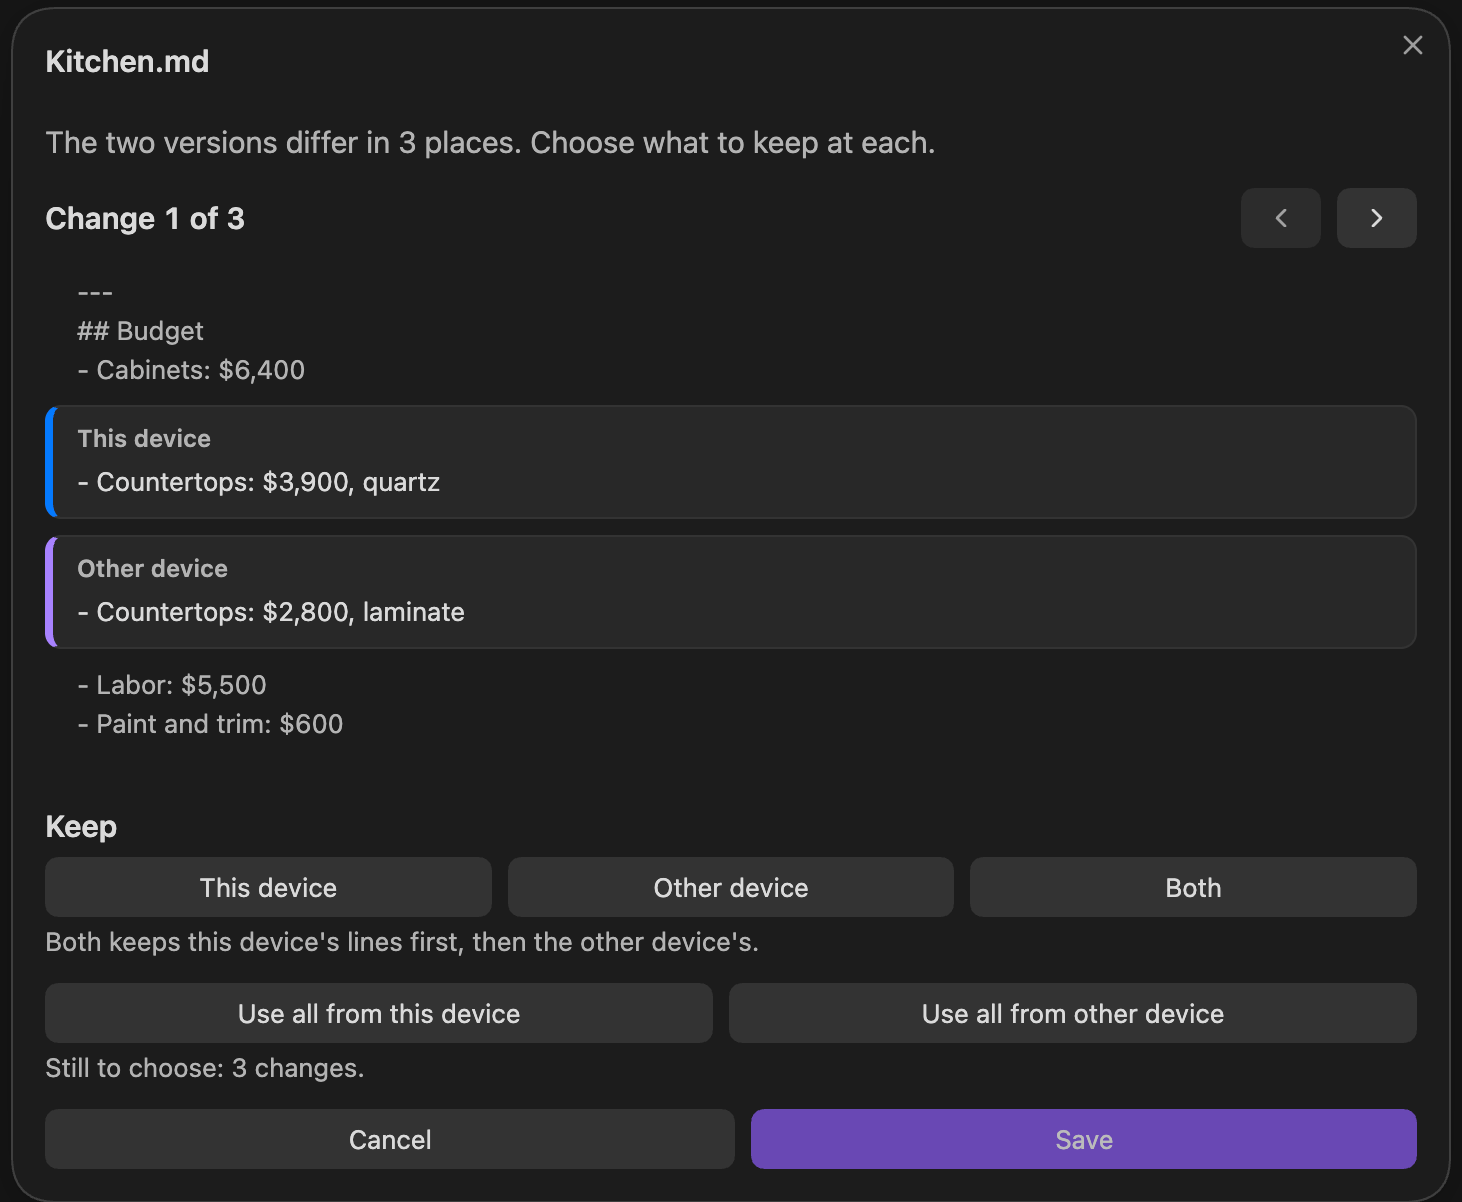 Kitchen.md
The two versions differ in 3 places. Choose what to keep at each.
Change 1 of 3
---
## Budget
- Cabinets: $6,400
This device
- Countertops: $3,900, quartz
Other device
- Countertops: $2,800, laminate
- Labor: $5,500
- Paint and trim: $600
Keep
This device
Other device
Both
Both keeps this device's lines first, then the other device's.
Use all from this device
Use all from other device
Still to choose: 3 changes.
Cancel
Save